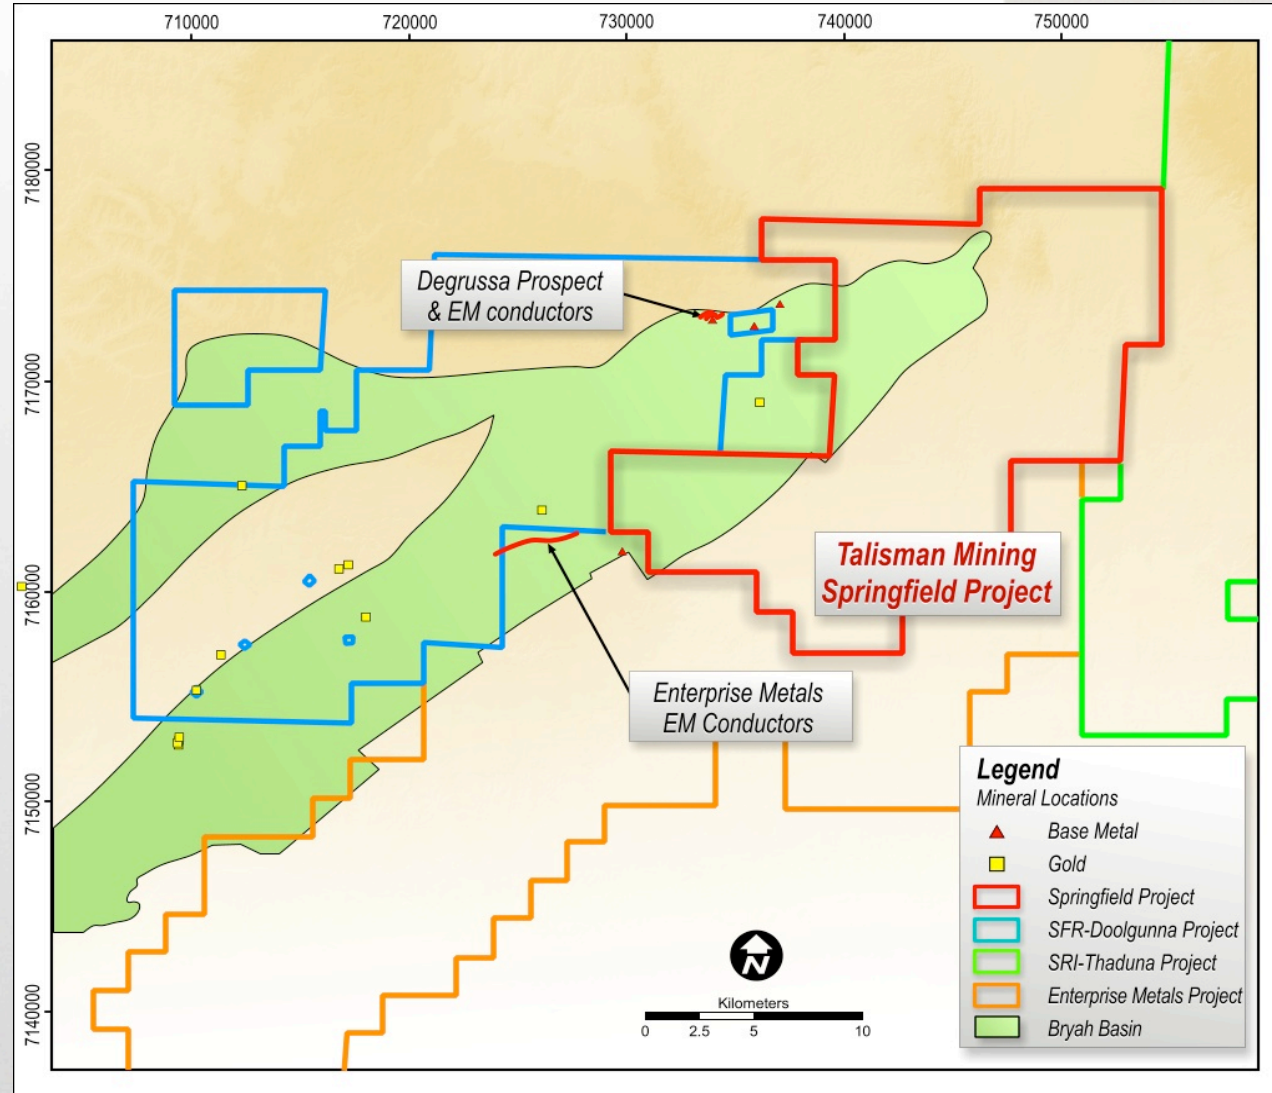 710000
720000
730000
740000
750000
7180000
7170000
7160000
7150000
7140000
Degrussa Prospect
& EM conductors
Talisman Mining
Springfield Project
Enterprise Metals
EM Conductors
Legend
Mineral Locations
Base Metal
Gold
Springfield Project
SFR-Doolgunna Project
SRI-Thaduna Project
Enterprise Metals Project
Bryah Basin
N
Kilometers
0 2.5 5 10